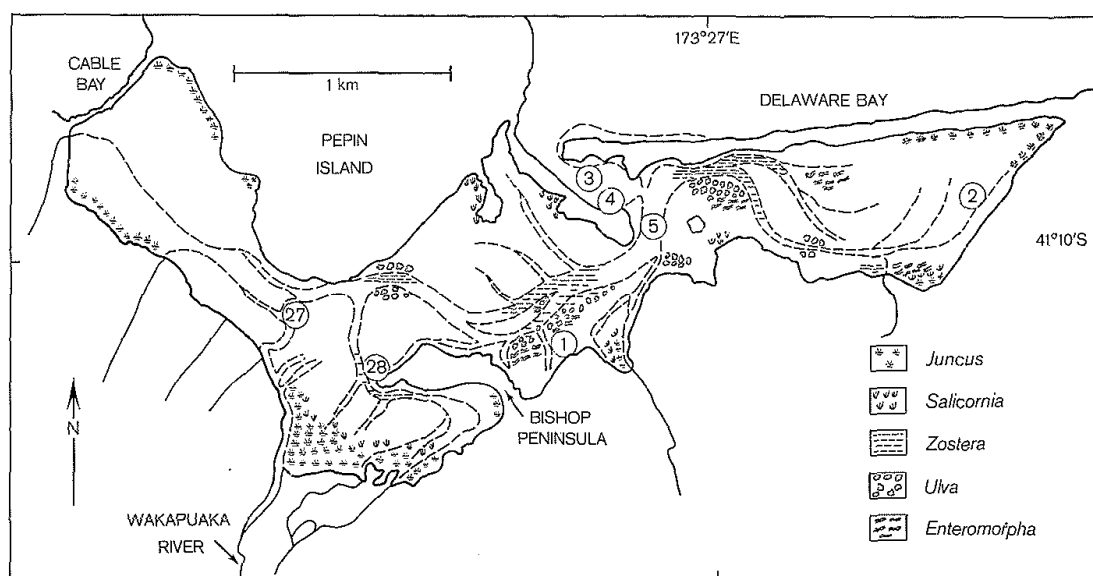 173°27'E
CABLE
BAY
1 km
DELAWARE BAY
PEPIN
ISLAND
3
4
2
5
41°10'S
27
1
28
Juncus
Salicornia
N
BISHOP
PENINSULA
Zostera
Ulva
WAKAPUAKA
RIVER
Enteromorpha